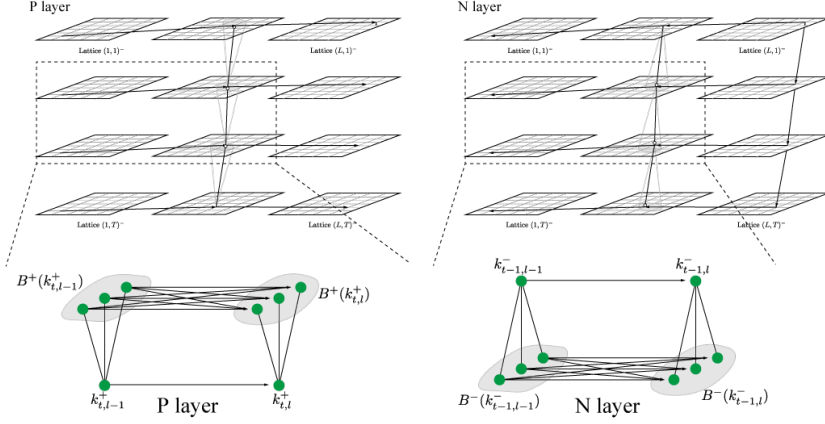 P layer
Lattice (1, 1)⁻
Lattice (L, 1)⁻
Lattice (1, T)⁻
Lattice (L, T)⁻
B⁺(k⁺ₜ,ₗ₋₁)
B⁺(k⁺ₜ,ₗ)
k⁺ₜ,ₗ₋₁
k⁺ₜ,ₗ
P layer
N layer
Lattice (1, 1)⁻
Lattice (L, 1)⁻
Lattice (1, T)⁻
Lattice (L, T)⁻
k⁻ₜ₋₁,ₗ₋₁
k⁻ₜ₋₁,ₗ
B⁻(k⁻ₜ₋₁,ₗ₋₁)
B⁻(k⁻ₜ₋₁,ₗ)
N layer